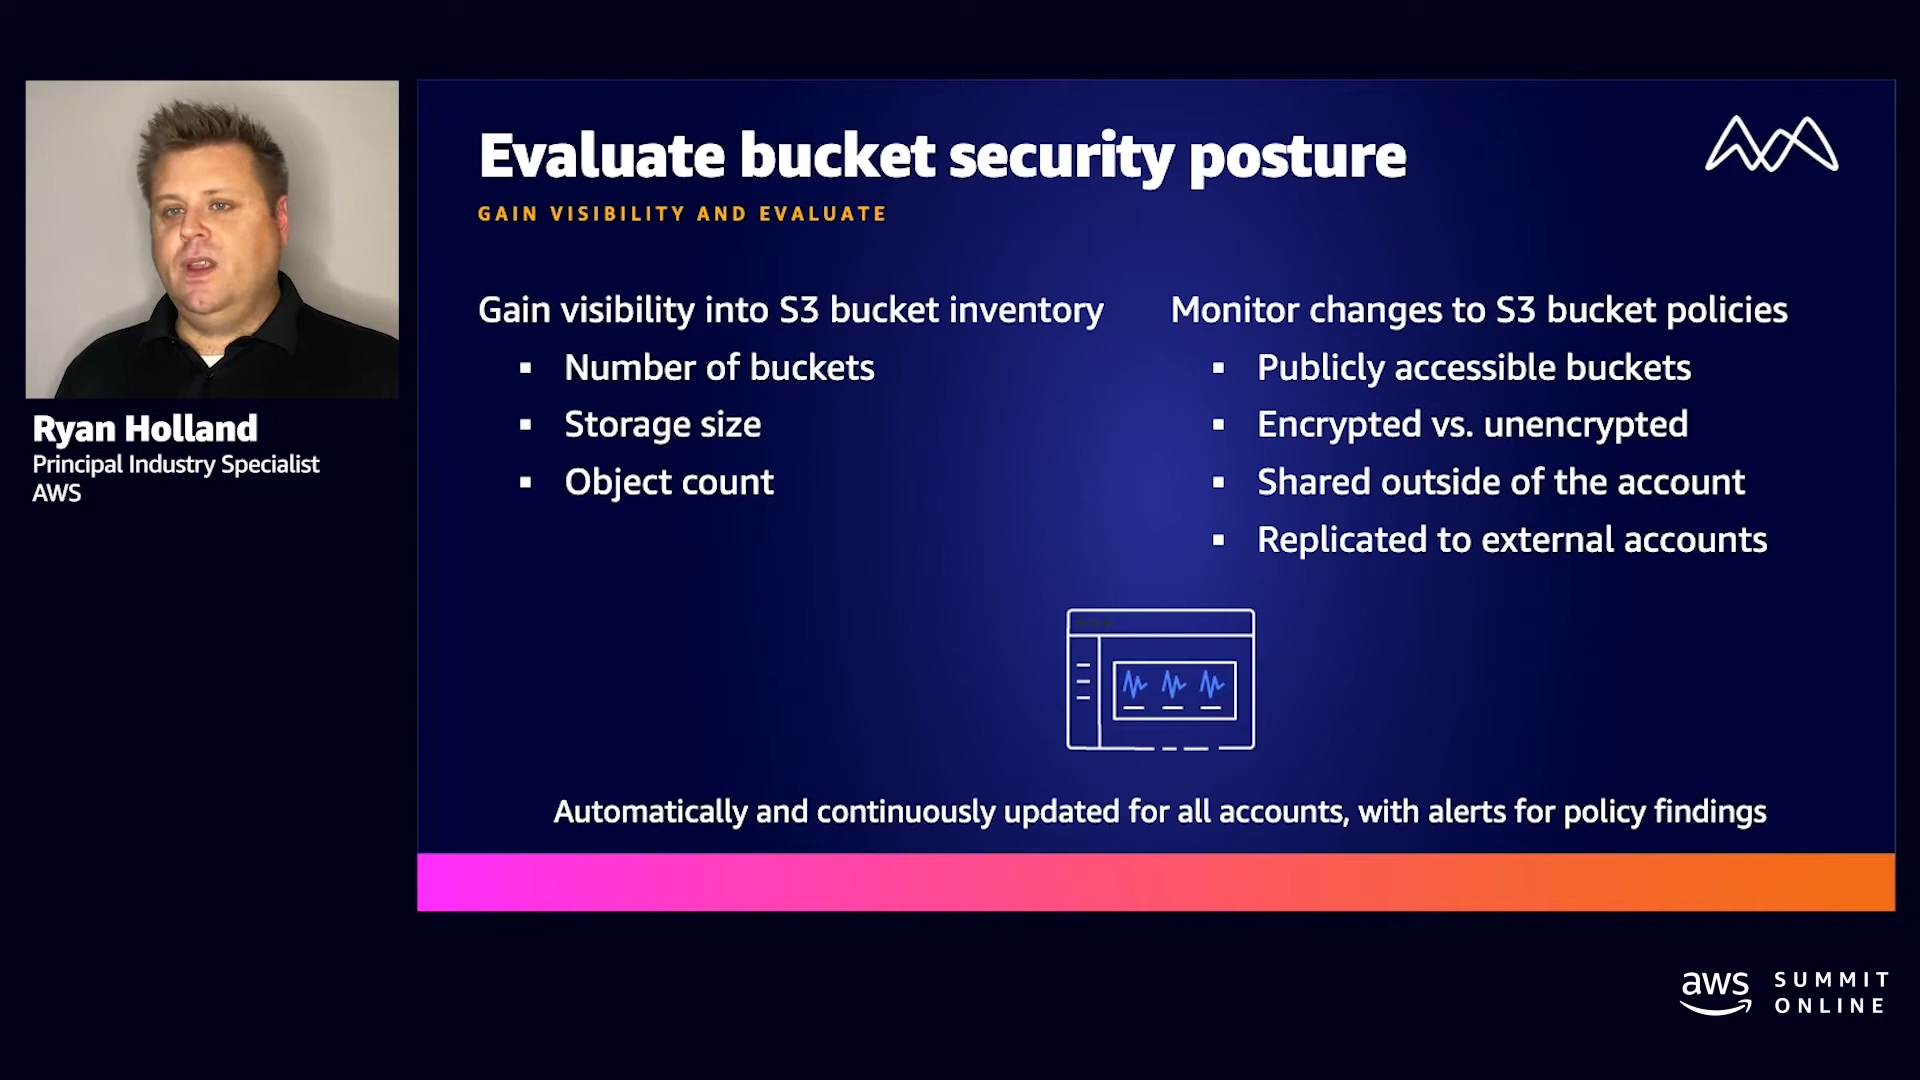 Evaluate bucket security posture
GAIN VISIBILITY AND EVALUATE
Gain visibility into S3 bucket inventory
▪ Number of buckets
▪ Storage size
▪ Object count
Monitor changes to S3 bucket policies
▪ Publicly accessible buckets
▪ Encrypted vs. unencrypted
▪ Shared outside of the account
▪ Replicated to external accounts
Automatically and continuously updated for all accounts, with alerts for policy findings
Ryan Holland
Principal Industry Specialist
AWS
aws
SUMMIT
ONLINE